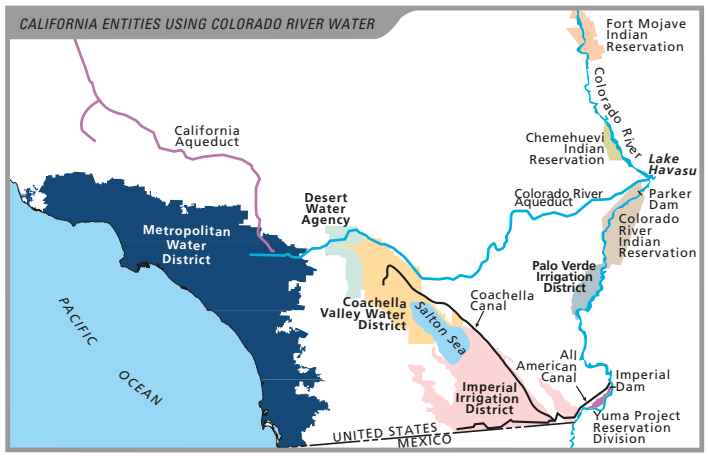 CALIFORNIA ENTITIES USING COLORADO RIVER WATER
Fort Mojave
Indian
Reservation
Colorado River
California
Aqueduct
Chemehuevi
Indian
Reservation
Lake
Havasu
Desert
Water
Agency
Colorado River
Aqueduct
Parker
Dam
Colorado
River
Indian
Reservation
Metropolitan
Water
District
Palo Verde
Irrigation
District
Coachella
Valley Water
District
Salton Sea
Coachella
Canal
PACIFIC
OCEAN
All
American
Canal
Imperial
Dam
Imperial
Irrigation
District
Yuma Project
Reservation
Division
UNITED STATES
MEXICO